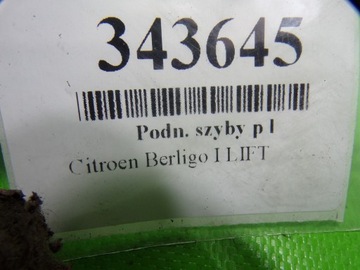 343645
Podn. szyby p l
Citroen Berligo I LIFT